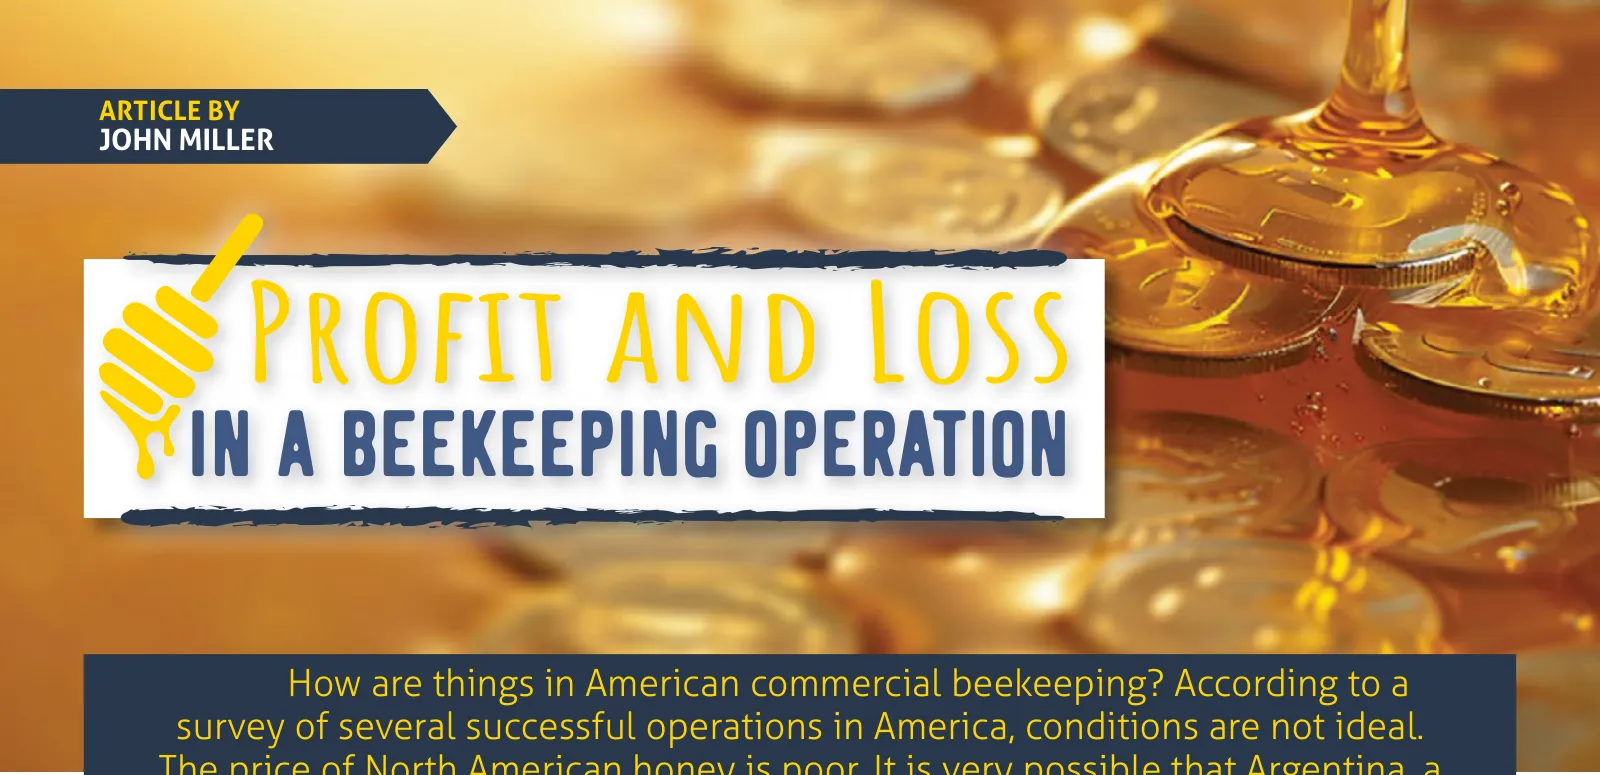 ARTICLE BY
JOHN MILLER
PROFIT AND LOSS
IN A BEEKEEPING OPERATION
How are things in American commercial beekeeping? According to a
survey of several successful operations in America, conditions are not ideal.
The price of North American honey is poor. It is very possible that Argentina, a